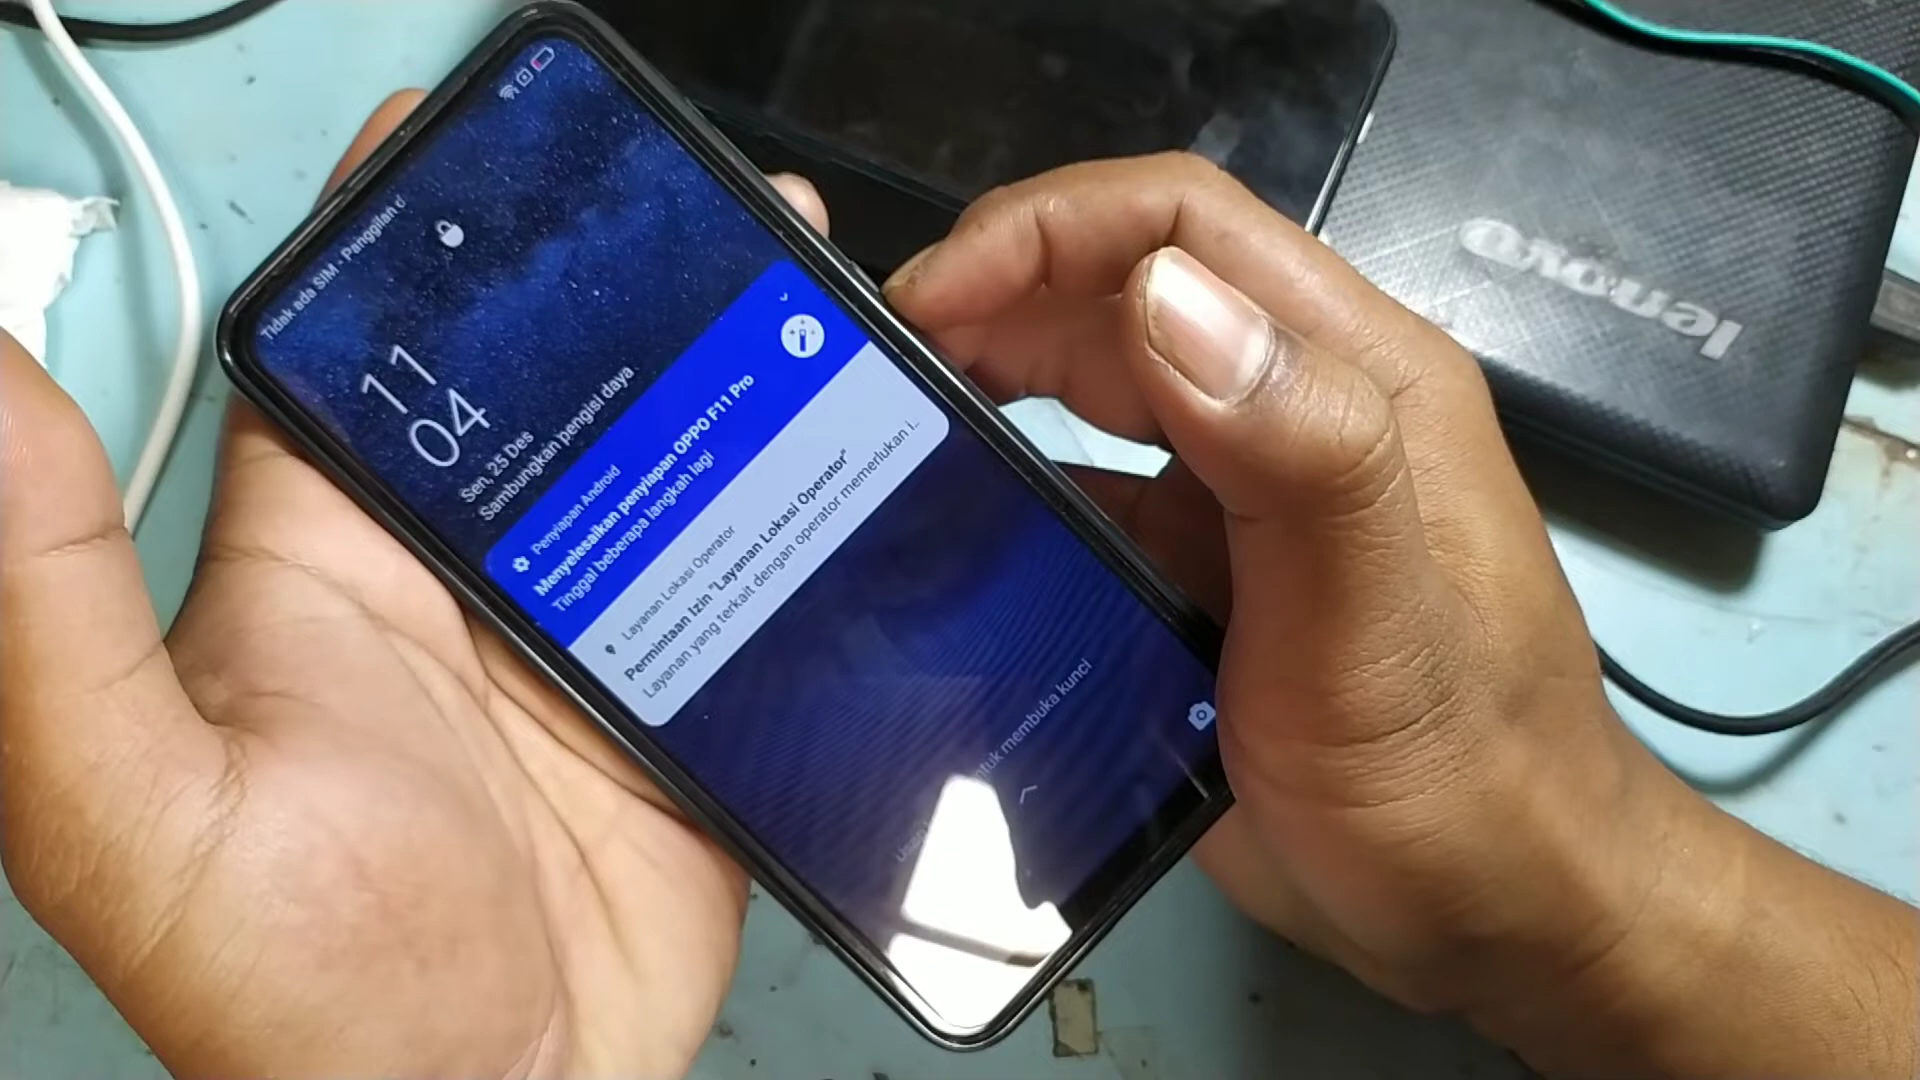 Tidak ada SIM - Panggilan d
11
04
Sen, 25 Des
Sambungkan pengisi daya
Penyiapan Android
Menyelesaikan penyiapan OPPO F11 Pro
Tinggal beberapa langkah lagi
Layanan Lokasi Operator
Permintaan Izin "Layanan Lokasi Operator"
Layanan yang terkait dengan operator memerlukan i..
membuka kunci
lenovo